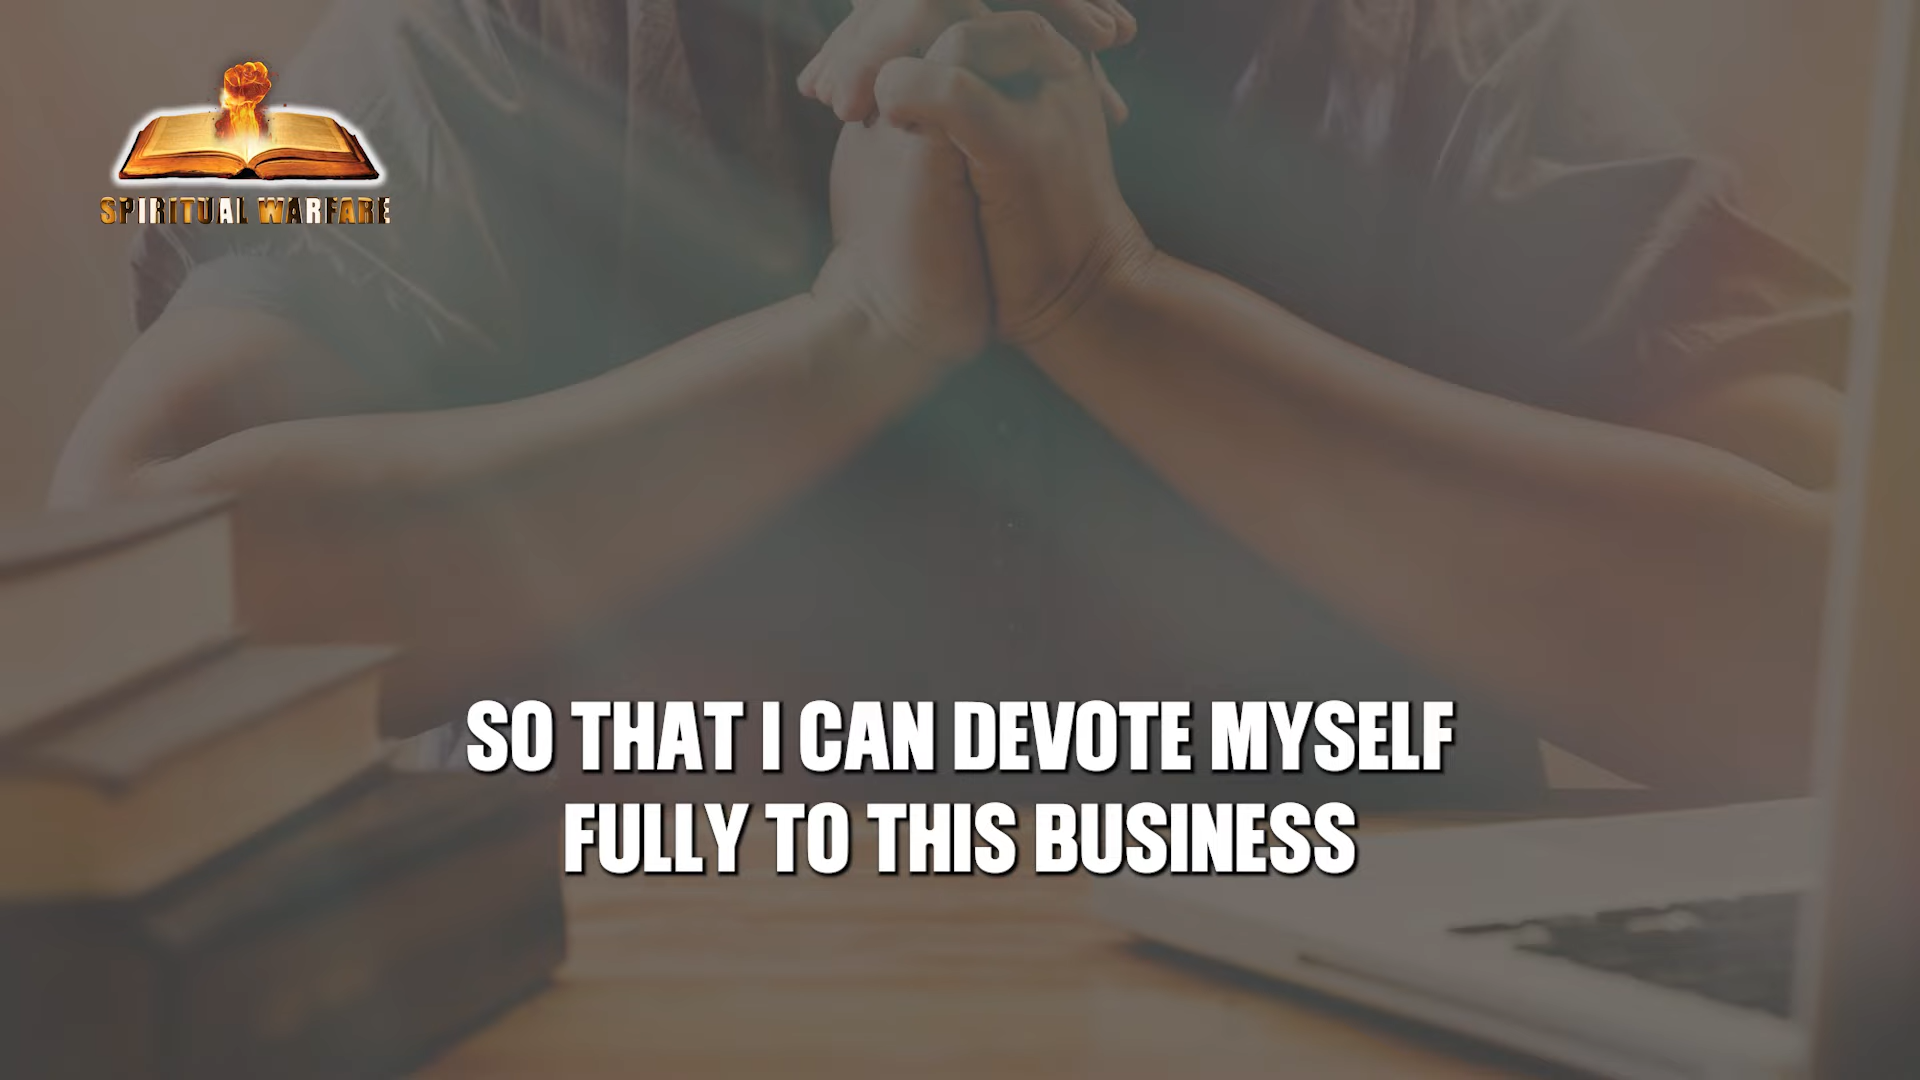 SPIRITUAL WARFARE
SO THAT I CAN DEVOTE MYSELF
FULLY TO THIS BUSINESS